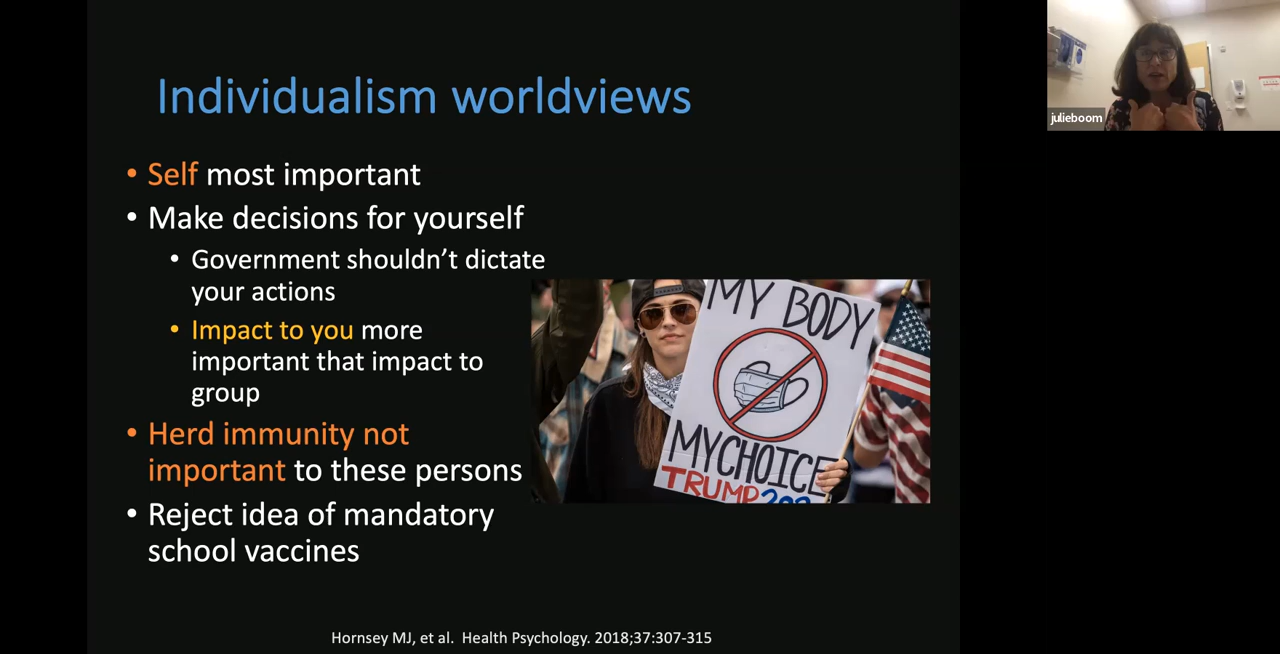 Individualism worldviews
• Self most important
• Make decisions for yourself
• Government shouldn't dictate
your actions
• Impact to you more
important that impact to
group
• Herd immunity not
important to these persons
• Reject idea of mandatory
school vaccines
MY BODY
MY CHOICE
TRUMP
Hornsey MJ, et al. Health Psychology. 2018;37:307-315
julieboom